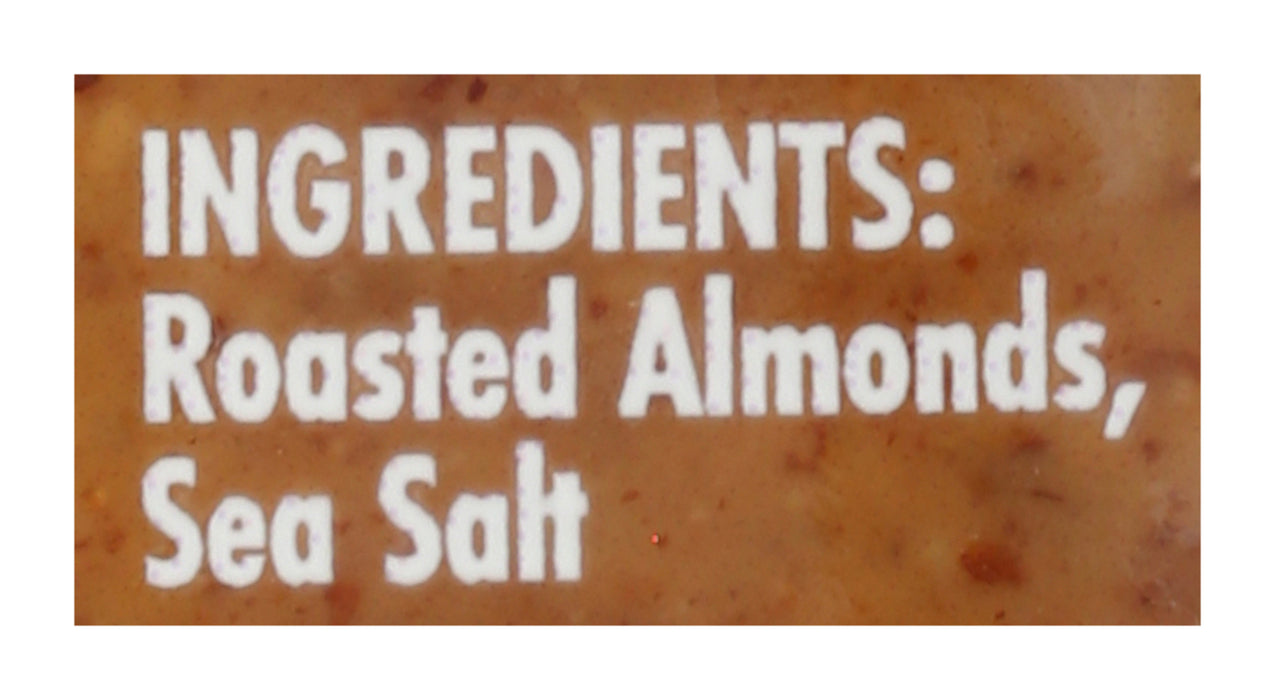 INGREDIENTS:
Roasted Almonds,
Sea Salt